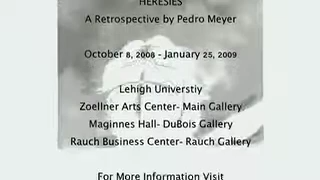 HERESIES
A Retrospective by Pedro Meyer
October 8, 2008 - January 25, 2009
Lehigh Universtiy
Zoellner Arts Center- Main Gallery
Maginnes Hall- DuBois Gallery
Rauch Business Center- Rauch Gallery
For More Information Visit